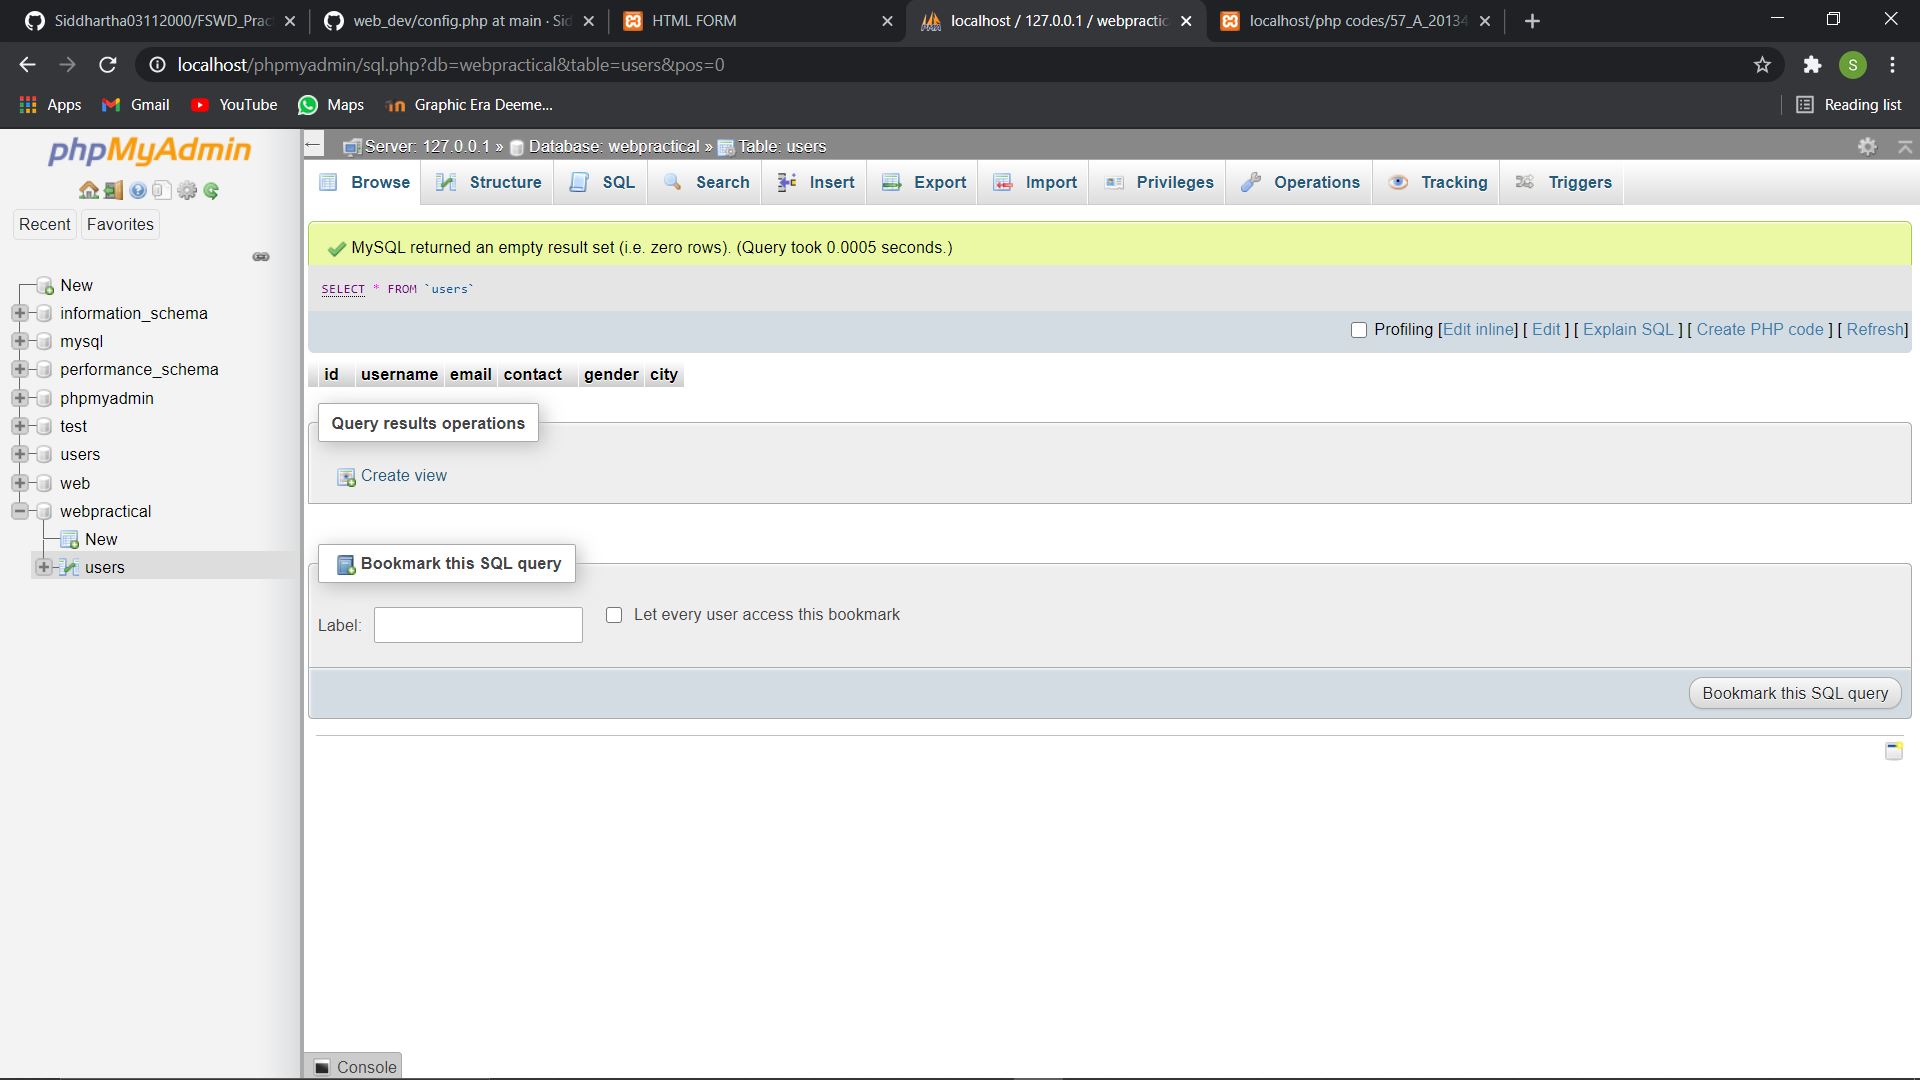 Siddhartha03112000/FSWD_Prac
web_dev/config.php at main · Sid
HTML FORM
localhost / 127.0.0.1 / webpractic
localhost/php codes/57_A_20134
localhost/phpmyadmin/sql.php?db=webpractical&table=users&pos=0
S
Apps
Gmail
YouTube
Maps
Graphic Era Deeme...
Reading list
phpMyAdmin
Recent
Favorites
New
information_schema
mysql
performance_schema
phpmyadmin
test
users
web
webpractical
New
users
Server: 127.0.0.1 » Database: webpractical » Table: users
Browse
Structure
SQL
Search
Insert
Export
Import
Privileges
Operations
Tracking
Triggers
MySQL returned an empty result set (i.e. zero rows). (Query took 0.0005 seconds.)
SELECT * FROM `users`
Profiling [Edit inline] [ Edit ] [ Explain SQL ] [ Create PHP code ] [ Refresh]
id username email contact gender city
Query results operations
Create view
Bookmark this SQL query
Label:
Let every user access this bookmark
Bookmark this SQL query
Console